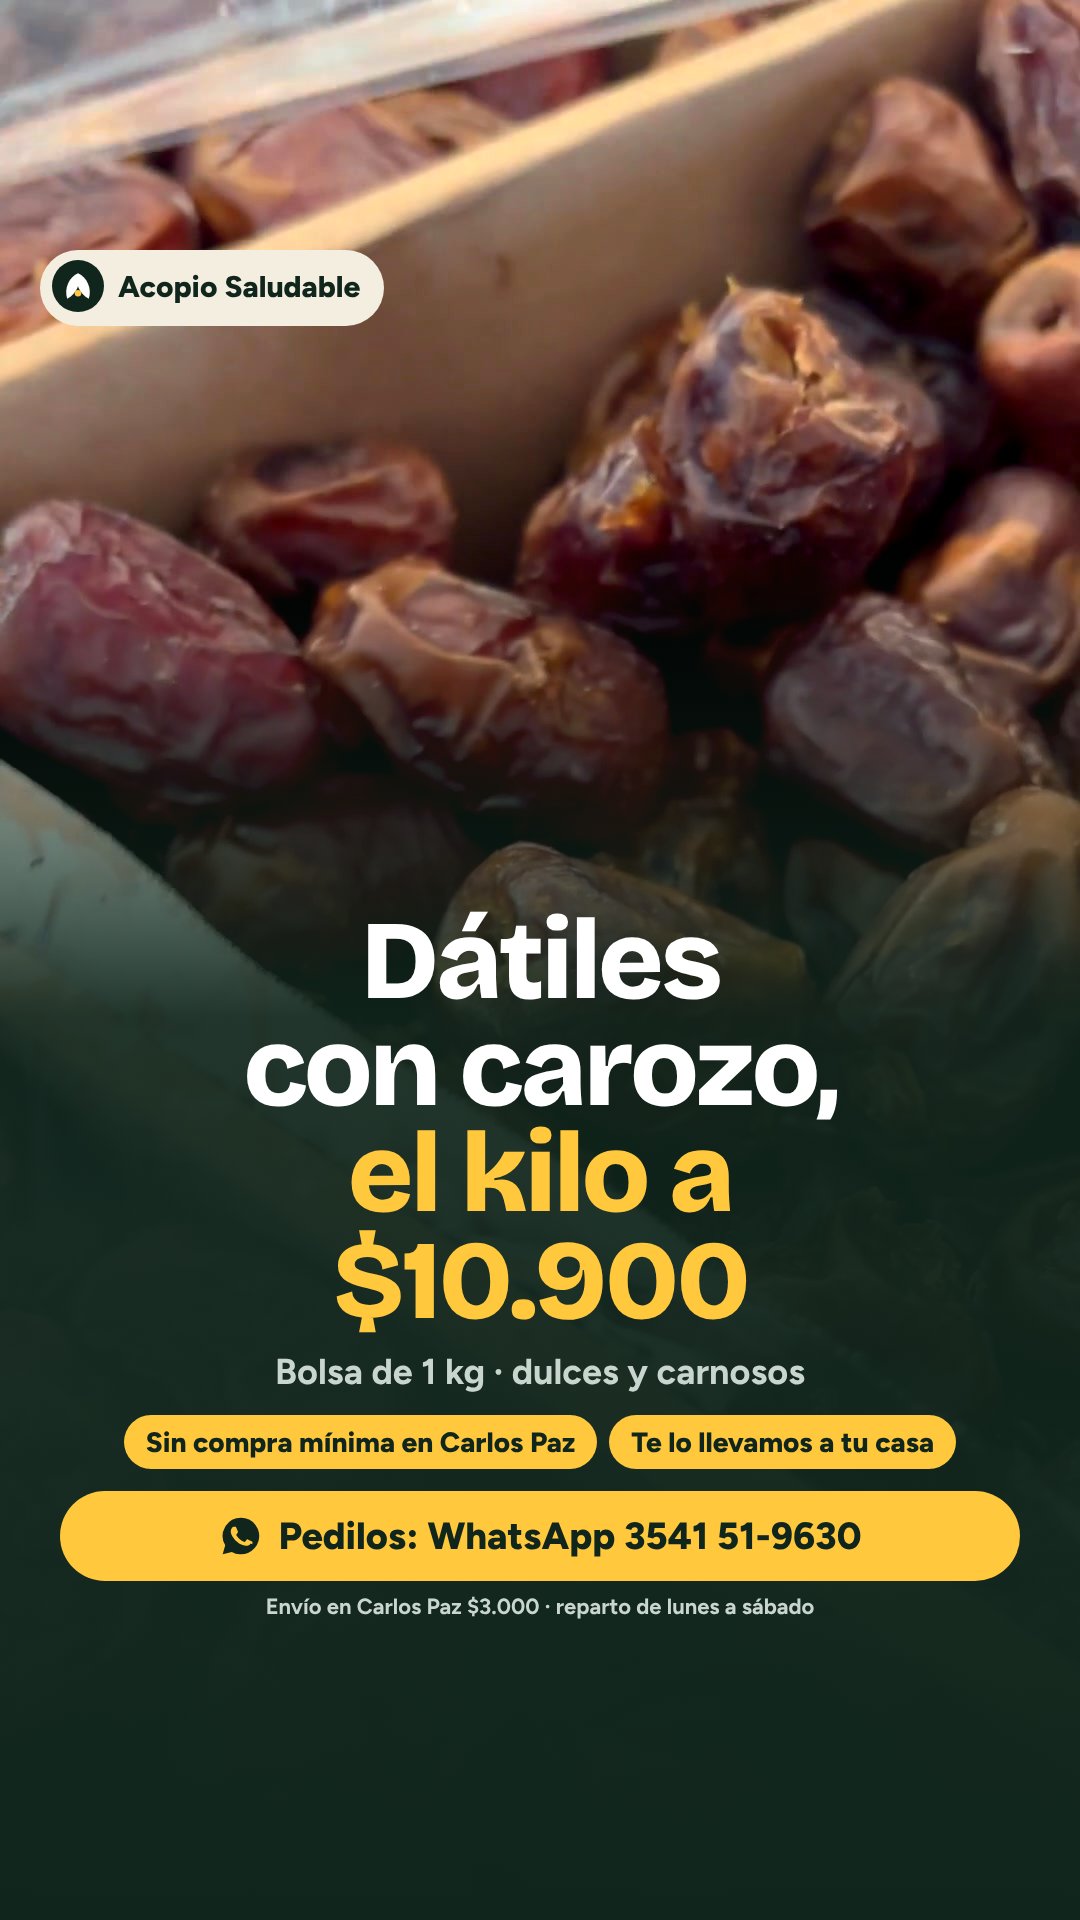 Acopio Saludable
Dátiles
con carozo,
el kilo a
$10.900
Bolsa de 1 kg · dulces y carnosos
Sin compra mínima en Carlos Paz
Te lo llevamos a tu casa
Pedilos: WhatsApp 3541 51-9630
Envío en Carlos Paz $3.000 · reparto de lunes a sábado